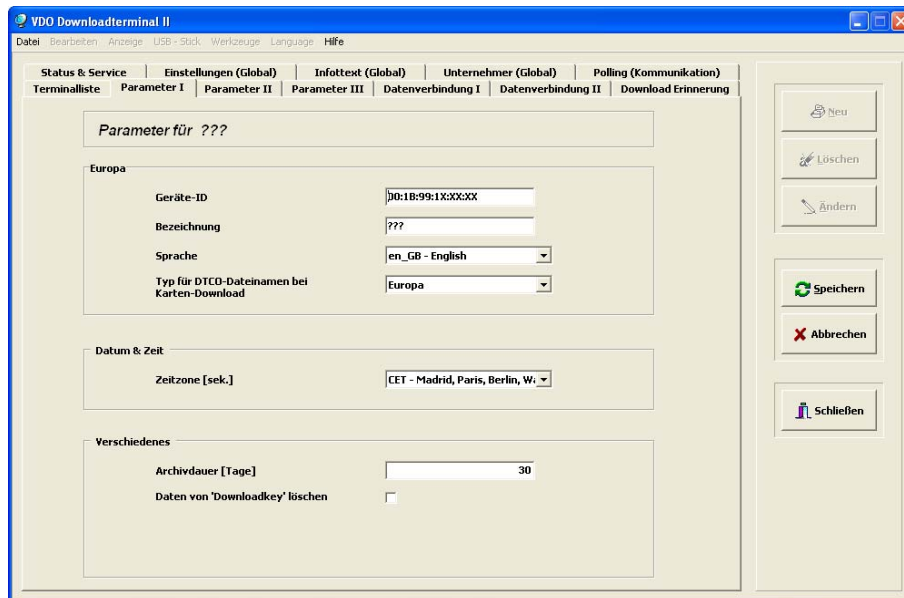 VDO Downloadterminal II
Datei Bearbeiten Anzeige USB - Stick Werkzeuge Language Hilfe
Status & Service Einstellungen (Global) Infottext (Global) Unternehmer (Global) Polling (Kommunikation)
Terminalliste Parameter I Parameter II Parameter III Datenverbindung I Datenverbindung II Download Erinnerung
Parameter für ???
Europa
Geräte-ID 00:1B:99:1X:XX:XX
Bezeichnung ???
Sprache en_GB - English
Typ für DTCO-Dateinamen bei
Karten-Download Europa
Datum & Zeit
Zeitzone [sek.] CET - Madrid, Paris, Berlin, Wa
Verschiedenes
Archivdauer [Tage] 30
Daten von 'Downloadkey' löschen
Neu
Löschen
Ändern
Speichern
Abbrechen
Schließen